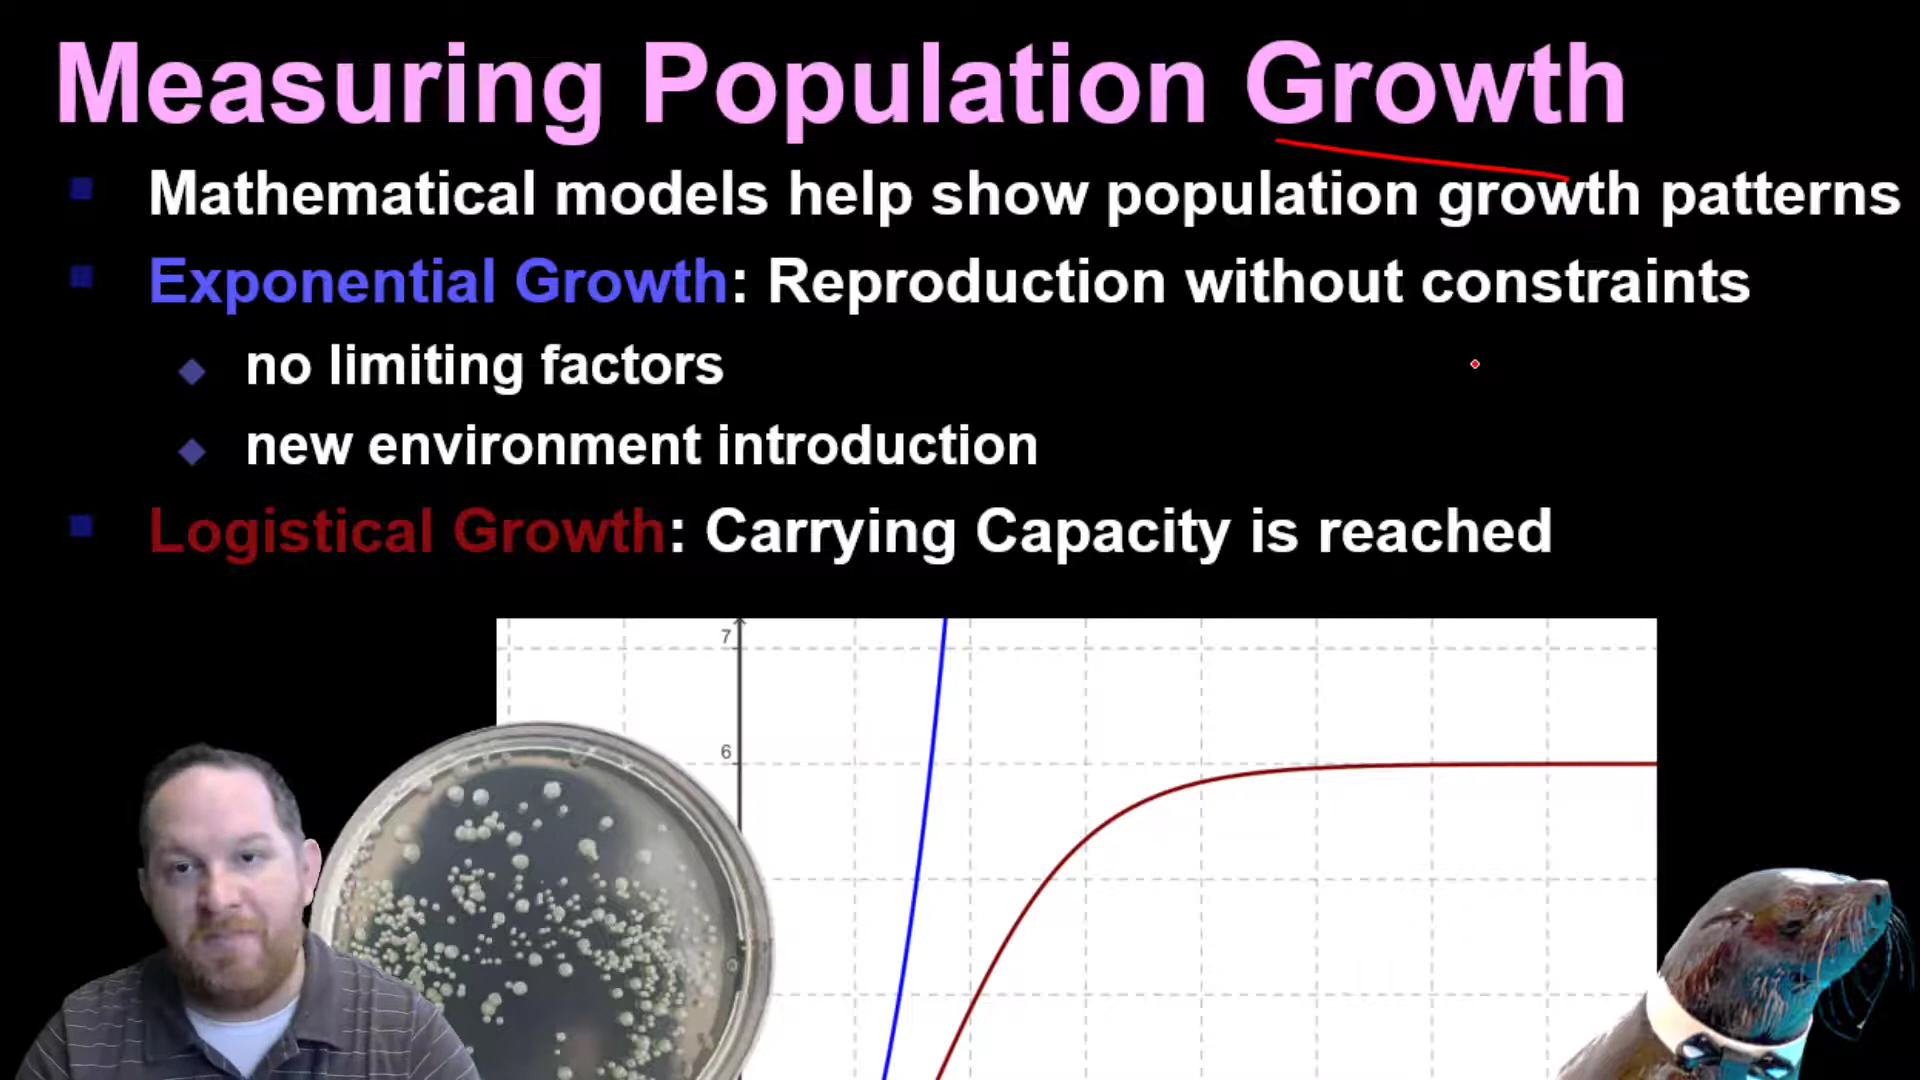 Measuring Population Growth
Mathematical models help show population growth patterns
Exponential Growth: Reproduction without constraints
no limiting factors
new environment introduction
Logistical Growth: Carrying Capacity is reached
7
6